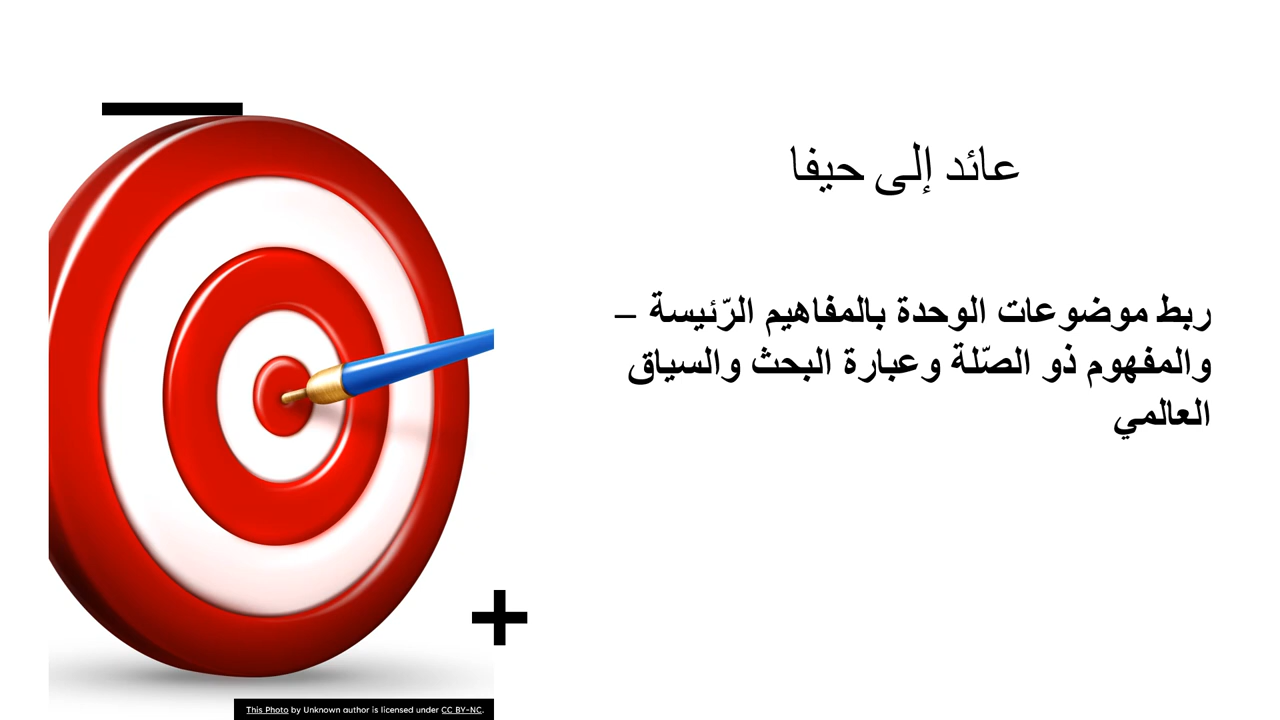 عائد إلى حيفا
ربط موضوعات الوحدة بالمفاهيم الرّئيسة –
والمفهوم ذو الصّلة وعبارة البحث والسياق
العالمي
This Photo by Unknown author is licensed under CC BY-NC.